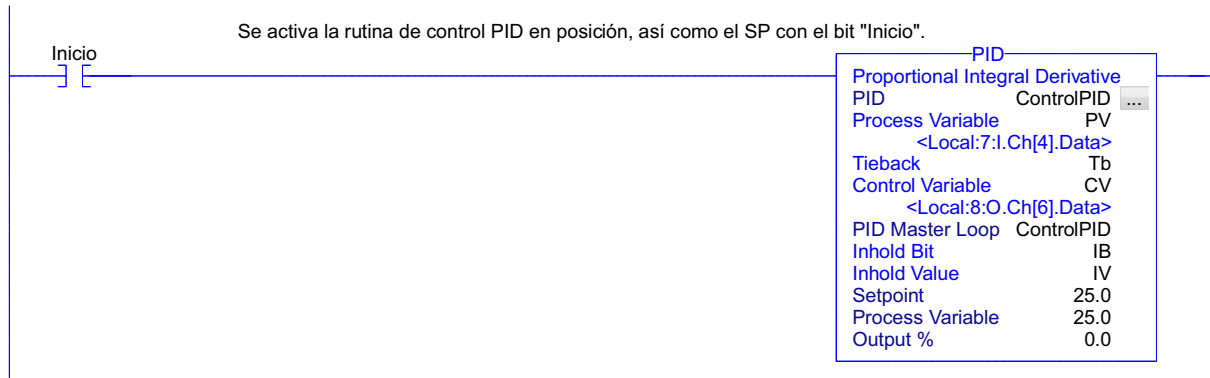 Se activa la rutina de control PID en posición, así como el SP con el bit "Inicio".
Inicio
PID
Proportional Integral Derivative
PID ControlPID ...
Process Variable PV
<Local:7:I.Ch[4].Data>
Tieback Tb
Control Variable CV
<Local:8:O.Ch[6].Data>
PID Master Loop ControlPID
Inhold Bit IB
Inhold Value IV
Setpoint 25.0
Process Variable 25.0
Output % 0.0